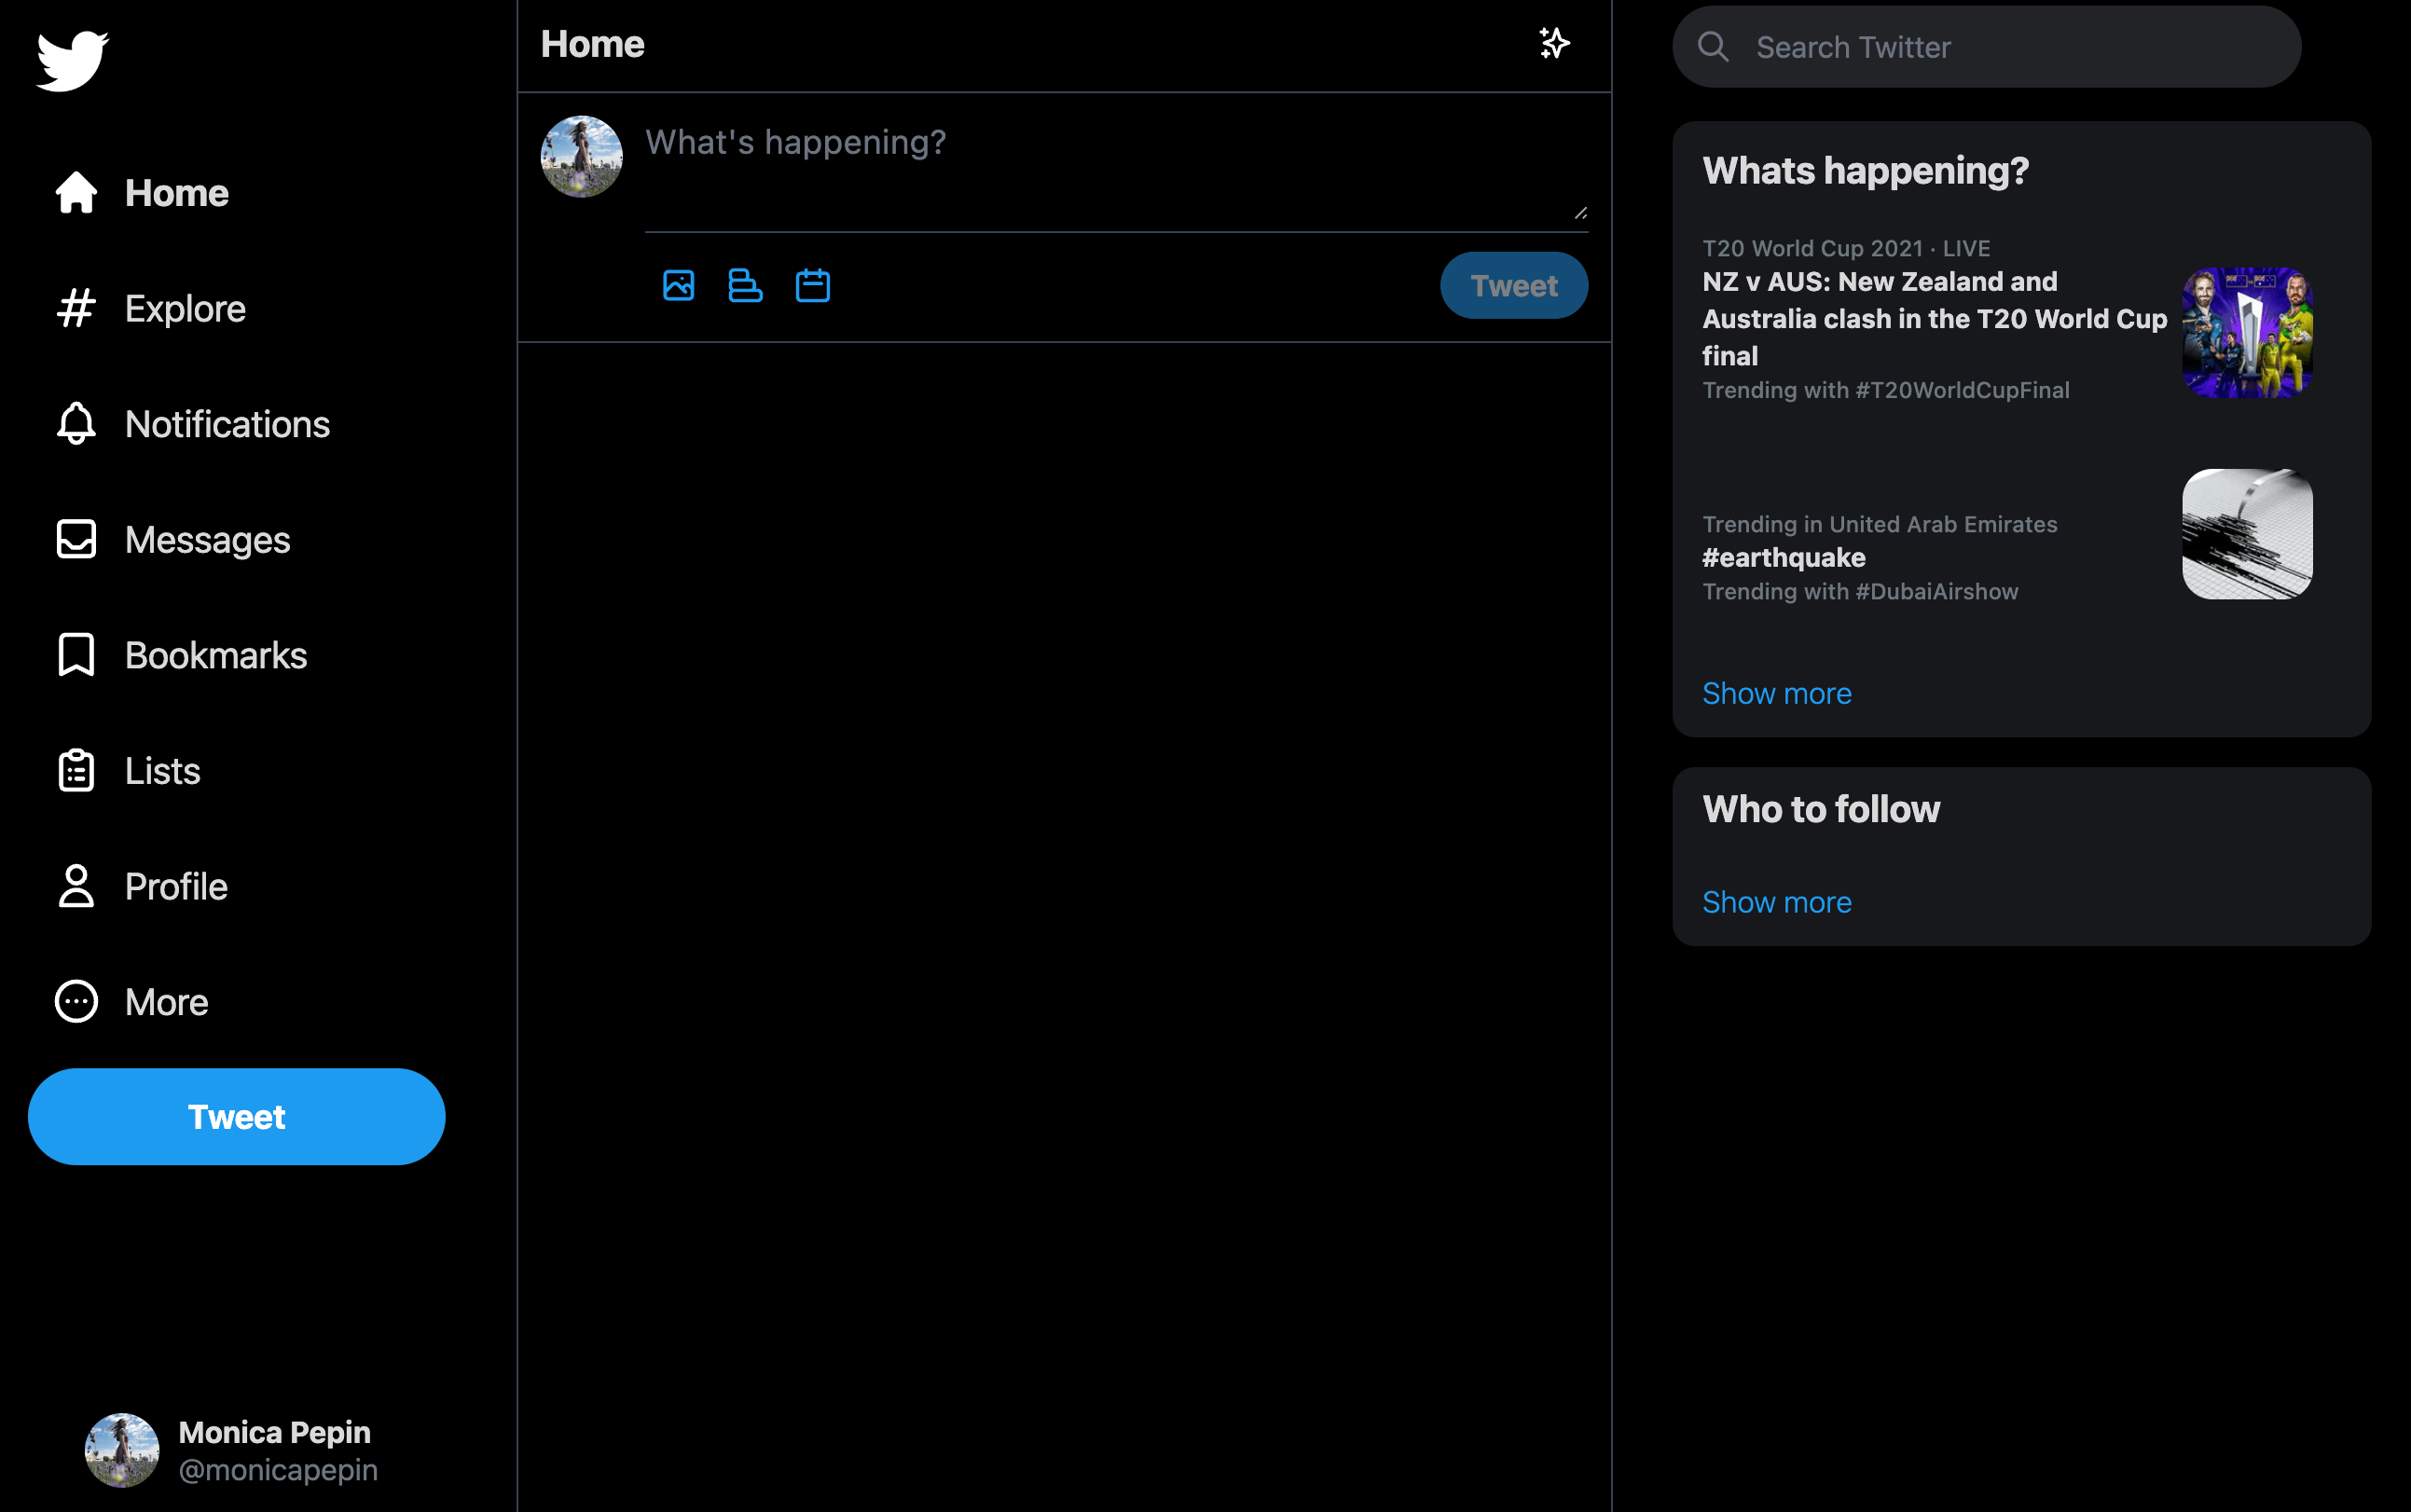 Home
Explore
Notifications
Messages
Bookmarks
Lists
Profile
More
Tweet
Monica Pepin
@monicapepin
Home
What's happening?
Tweet
Search Twitter
Whats happening?
T20 World Cup 2021 · LIVE
NZ v AUS: New Zealand and
Australia clash in the T20 World Cup
final
Trending with #T20WorldCupFinal
Trending in United Arab Emirates
#earthquake
Trending with #DubaiAirshow
Show more
Who to follow
Show more